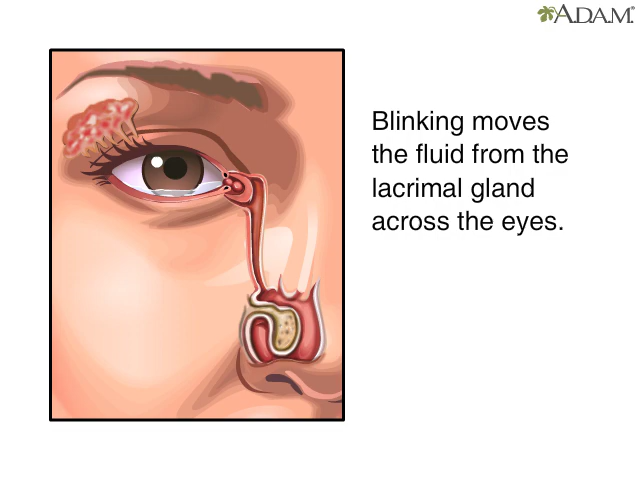 A.D.A.M.
Blinking moves
the fluid from the
lacrimal gland
across the eyes.